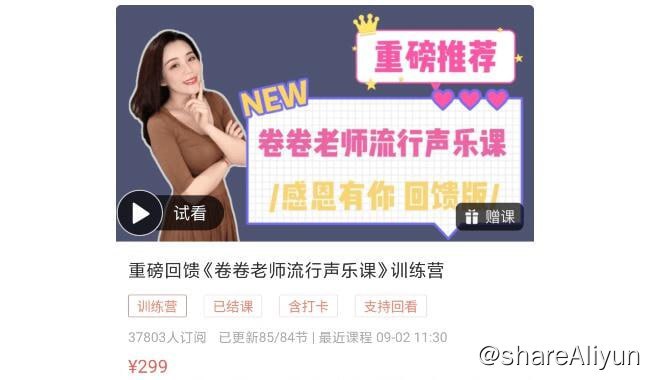 重磅推荐
NEW
卷卷老师流行声乐课
/感恩有你 回馈版/
试看
赠课
重磅回馈《卷卷老师流行声乐课》训练营
训练营 已结课 含打卡 支持回看
37803人订阅 已更新85/84节 | 最近课程 09-02 11:30
¥299
@shareAliyun